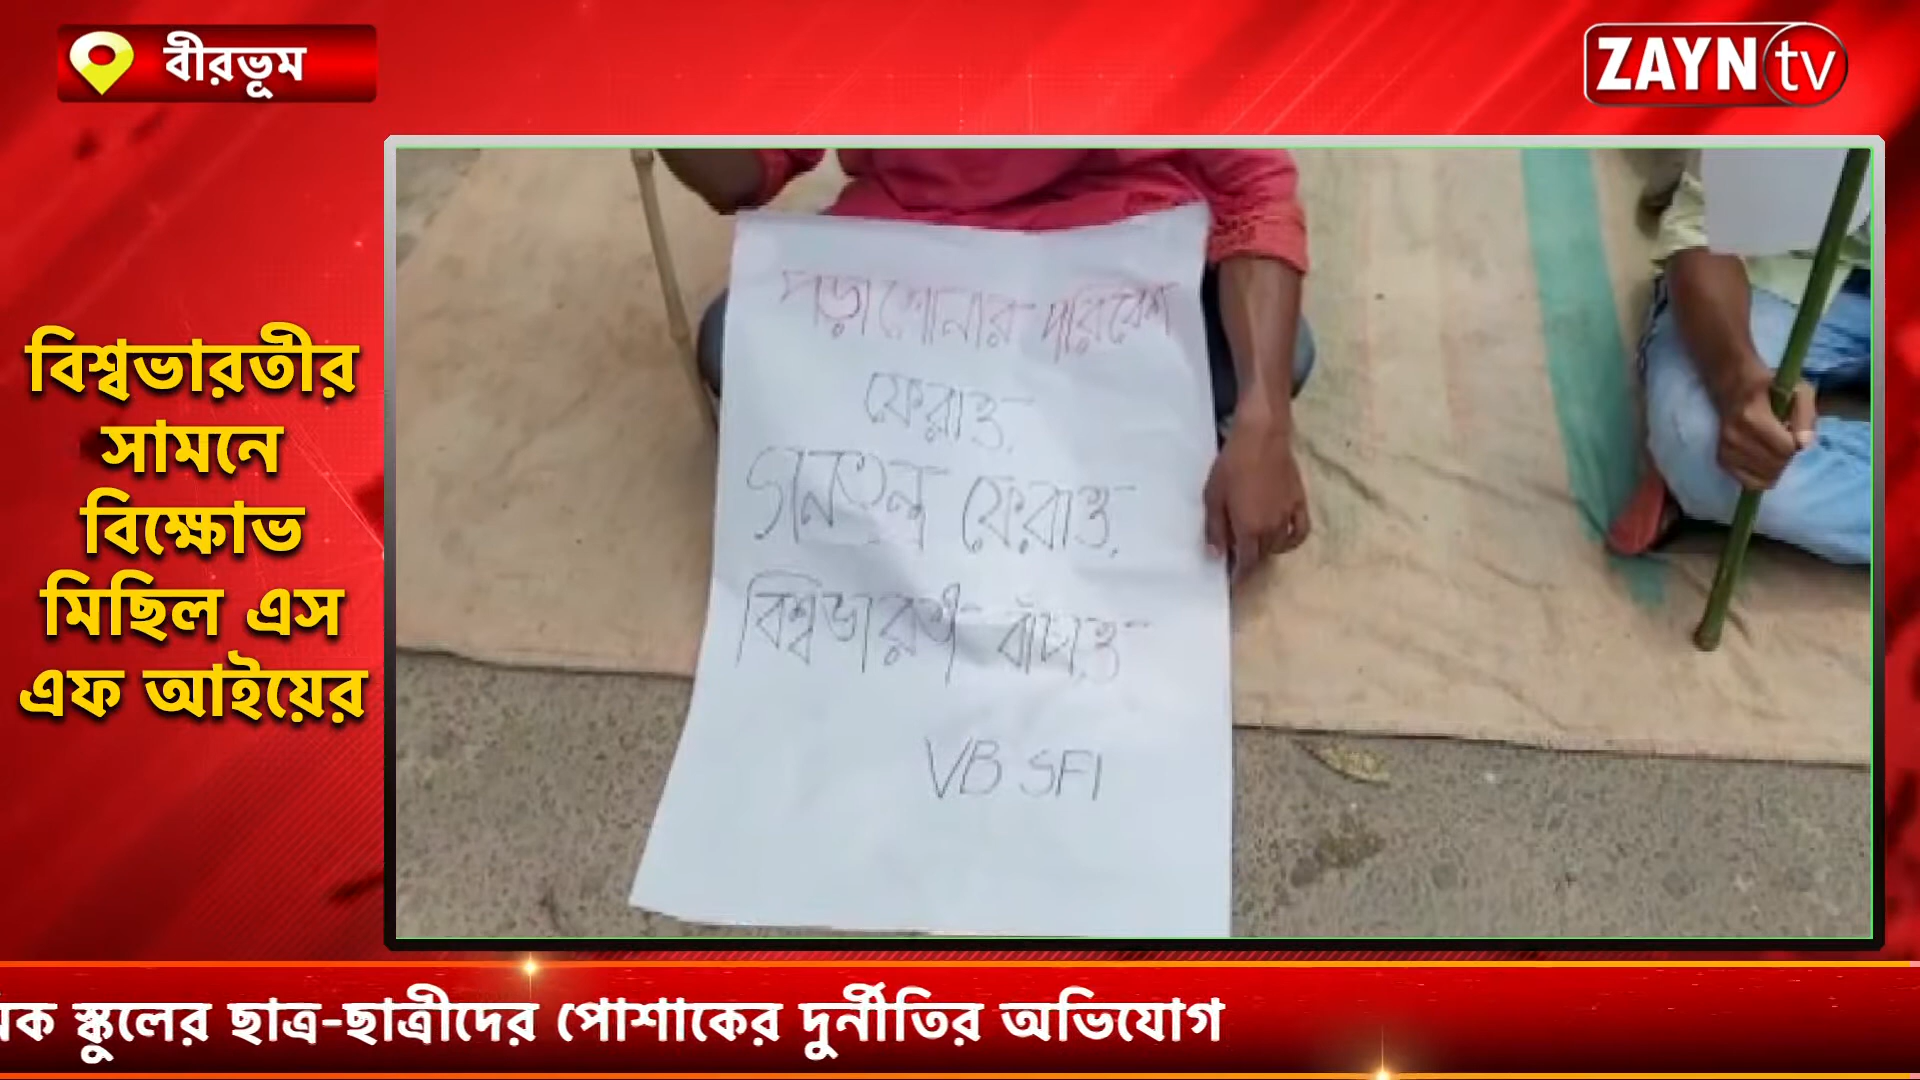 বীরভূম
ZAYN tv
বিশ্বভারতীর
সামনে
বিক্ষোভ
মিছিল এস
এফ আইয়ের
পড়াশোনার পরিবেশ
ফেরাও,
গনতন্ত্র ফেরাও,
বিশ্বভারতী বাঁচাও
VB SFI
স্কুলের ছাত্র-ছাত্রীদের পোশাকের দুর্নীতির অভিযোগ